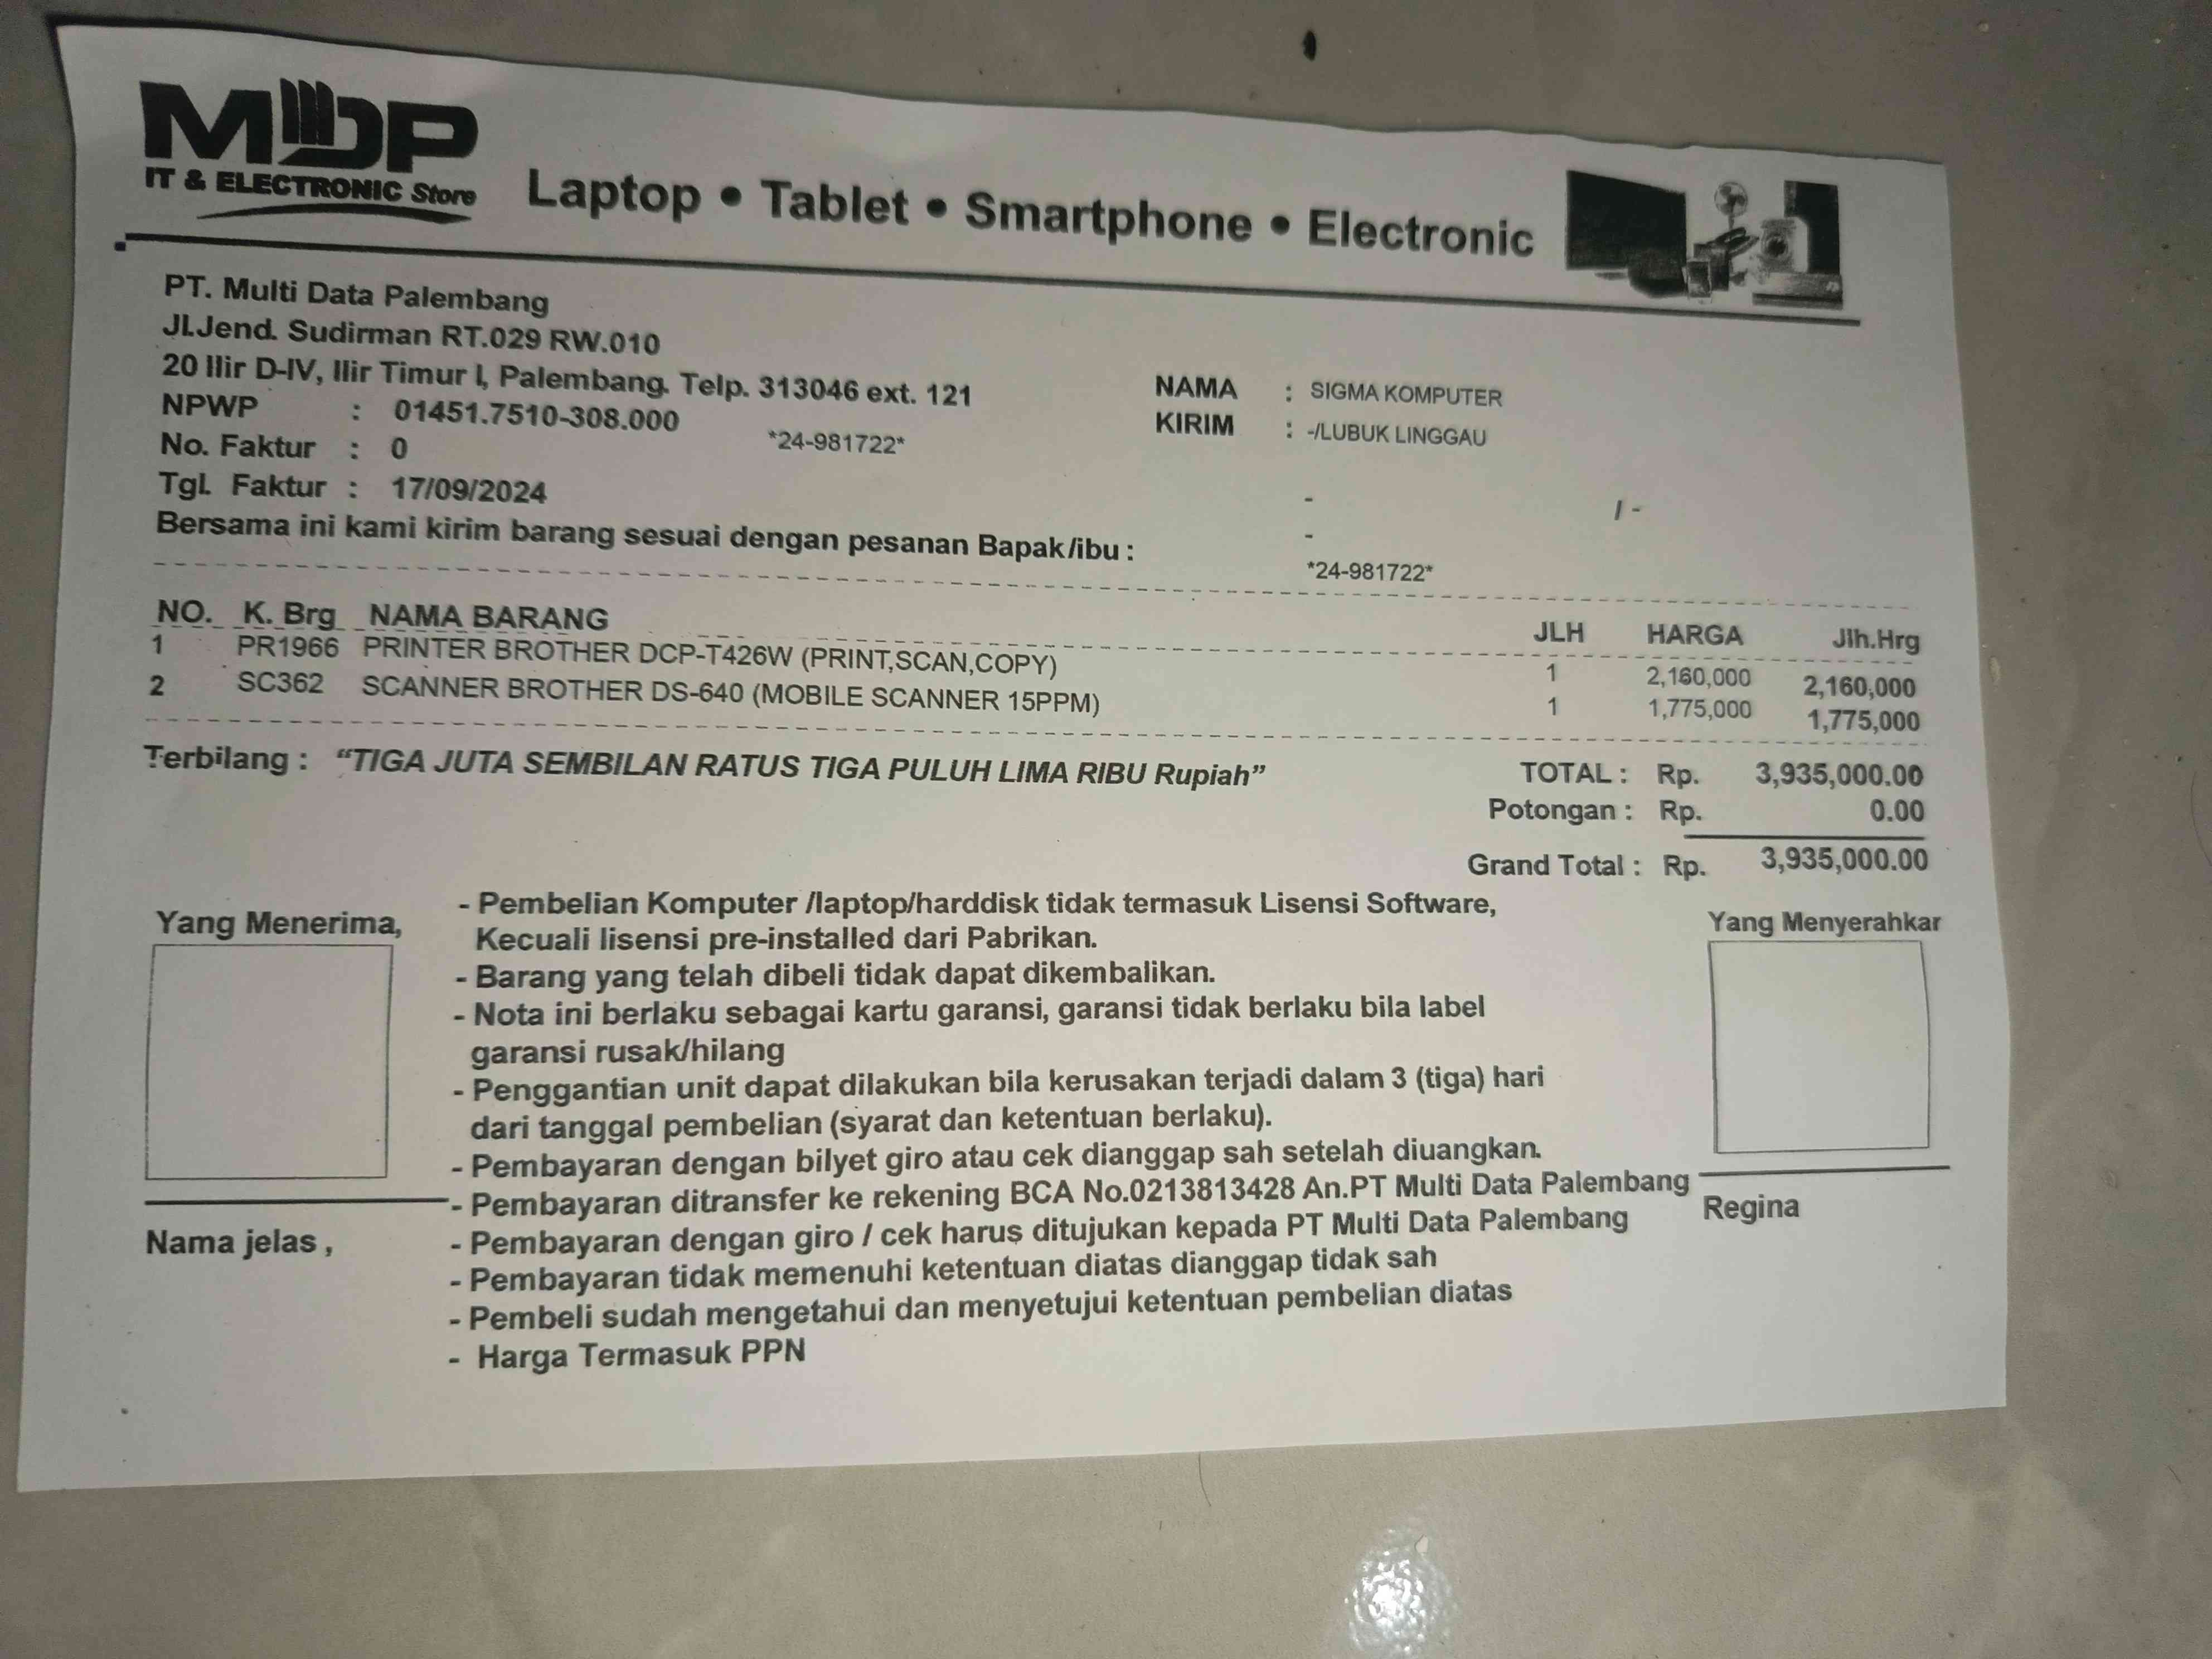 MDP
IT & ELECTRONIC Store
Laptop • Tablet • Smartphone • Electronic
PT. Multi Data Palembang
Jl.Jend. Sudirman RT.029 RW.010
20 Ilir D-IV, Ilir Timur I, Palembang. Telp. 313046 ext. 121
NPWP : 01451.7510-308.000
No. Faktur : 0 *24-981722*
Tgl. Faktur : 17/09/2024
NAMA : SIGMA KOMPUTER
KIRIM : -/LUBUK LINGGAU
- / -
-
Bersama ini kami kirim barang sesuai dengan pesanan Bapak/ibu :
*24-981722*
NO. K. Brg NAMA BARANG JLH HARGA Jlh.Hrg
1 PR1966 PRINTER BROTHER DCP-T426W (PRINT,SCAN,COPY) 1 2,160,000 2,160,000
2 SC362 SCANNER BROTHER DS-640 (MOBILE SCANNER 15PPM) 1 1,775,000 1,775,000
Terbilang : “TIGA JUTA SEMBILAN RATUS TIGA PULUH LIMA RIBU Rupiah”
TOTAL : Rp. 3,935,000.00
Potongan : Rp. 0.00
Grand Total : Rp. 3,935,000.00
Yang Menerima,
Nama jelas ,
- Pembelian Komputer /laptop/harddisk tidak termasuk Lisensi Software,
Kecuali lisensi pre-installed dari Pabrikan.
- Barang yang telah dibeli tidak dapat dikembalikan.
- Nota ini berlaku sebagai kartu garansi, garansi tidak berlaku bila label
garansi rusak/hilang
- Penggantian unit dapat dilakukan bila kerusakan terjadi dalam 3 (tiga) hari
dari tanggal pembelian (syarat dan ketentuan berlaku).
- Pembayaran dengan bilyet giro atau cek dianggap sah setelah diuangkan.
- Pembayaran ditransfer ke rekening BCA No.0213813428 An.PT Multi Data Palembang
- Pembayaran dengan giro / cek harus ditujukan kepada PT Multi Data Palembang
- Pembayaran tidak memenuhi ketentuan diatas dianggap tidak sah
- Pembeli sudah mengetahui dan menyetujui ketentuan pembelian diatas
- Harga Termasuk PPN
Yang Menyerahkar
Regina